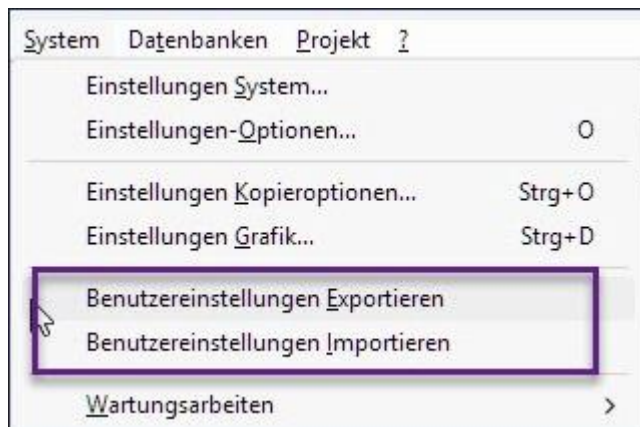 System Datenbanken Projekt ?
Einstellungen System...
Einstellungen-Optionen... O
Einstellungen Kopieroptionen... Strg+O
Einstellungen Grafik... Strg+D
Benutzereinstellungen Exportieren
Benutzereinstellungen Importieren
Wartungsarbeiten >